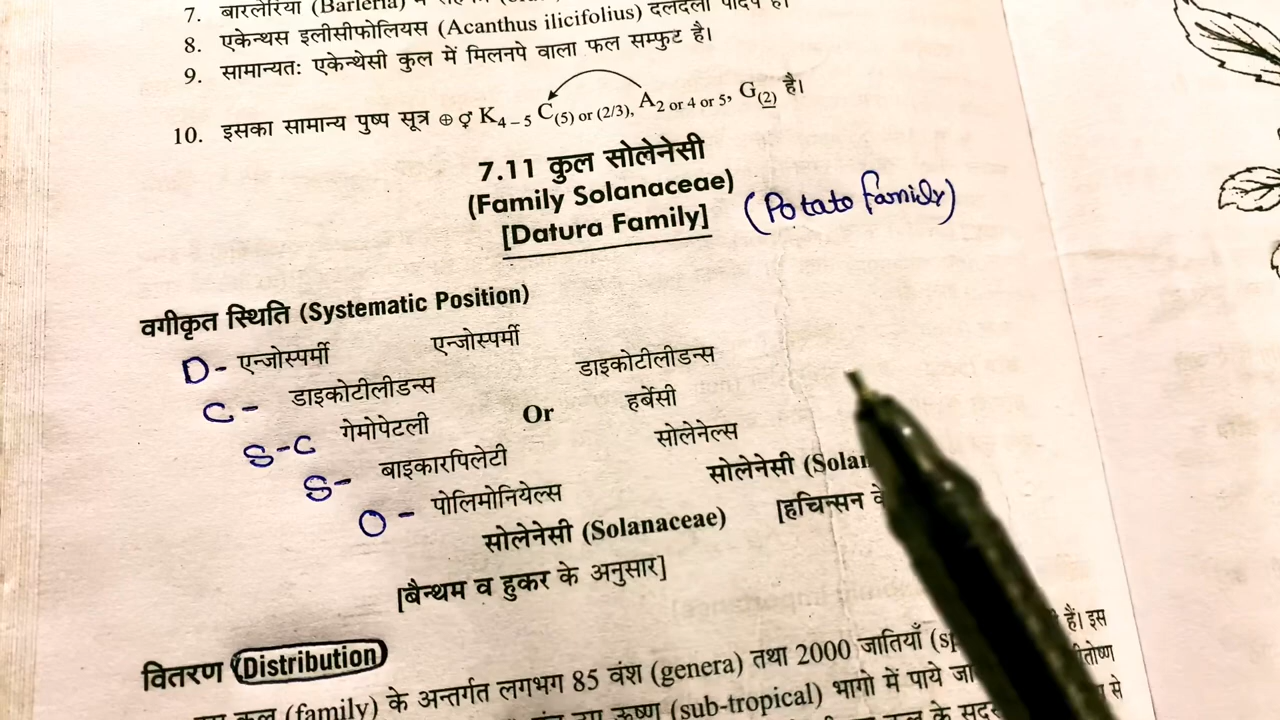 7. बारलेरिया (Barleria)
8. एकेन्थस इलीसीफोलियस (Acanthus ilicifolius) दलदली पादप है।
9. सामान्यतः एकेन्थेसी कुल में मिलनपे वाला फल सम्फुट है।
10. इसका सामान्य पुष्प सूत्र ⊕ ⚥ K4–5 C(5) or (2/3), A2 or 4 or 5, G(2) है।
7.11 कुल सोलेनेसी
(Family Solanaceae)
[Datura Family] (Potato family)
वर्गीकृत स्थिति (Systematic Position)
D- एन्जोस्पर्मी एन्जोस्पर्मी
C- डाइकोटीलीडन्स डाइकोटीलीडन्स
S-C गेमोपेटली Or हर्बेसी
S- बाइकारपिलेटी सोलेनेल्स
O- पोलिमोनियेल्स सोलेनेसी
सोलेनेसी (Solanaceae) [हचिन्सन
[बैन्थम व हुकर के अनुसार]
वितरण (Distribution)
कुल (family) के अन्तर्गत लगभग 85 वंश (genera) तथा 2000 जातियाँ हैं। इस
ऊष्ण (sub-tropical) भागो में पाये